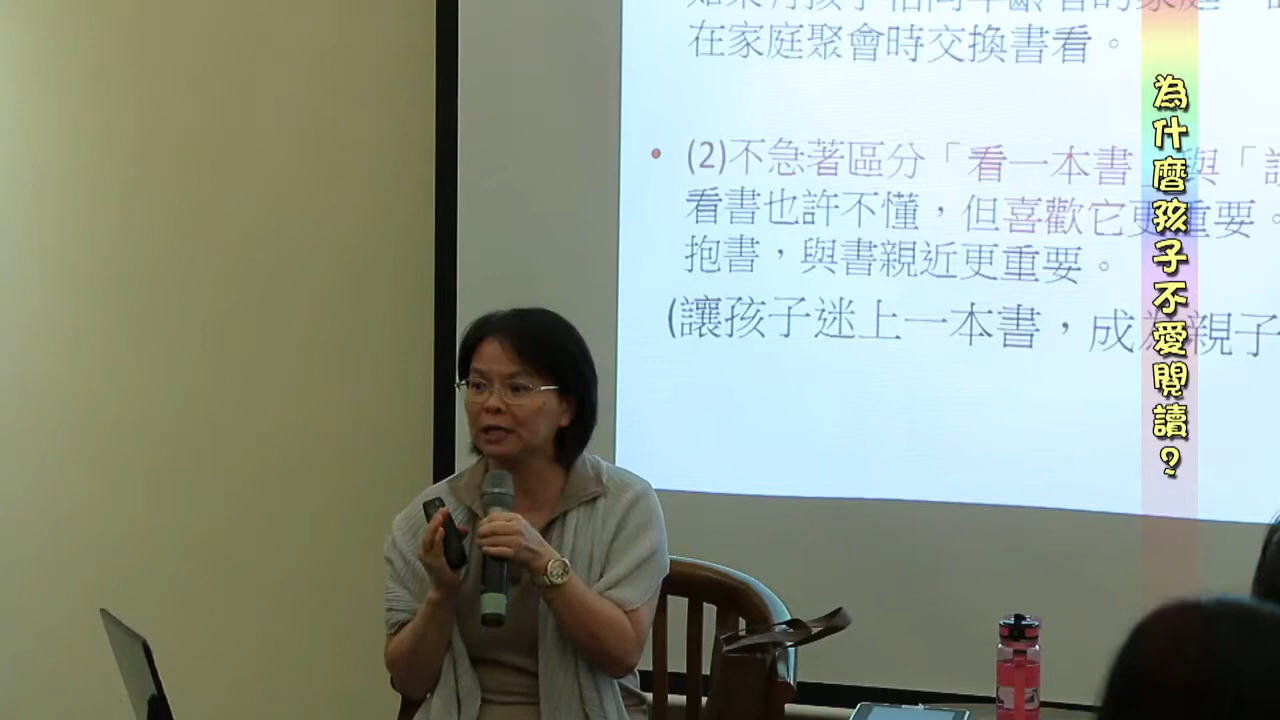 在家庭聚會時交換書看。
• (2)不急著區分「看一本書」與「
看書也許不懂，但喜歡它更重要。
抱書，與書親近更重要。
(讓孩子迷上一本書，成為親子
為什麼孩子不愛閱讀？